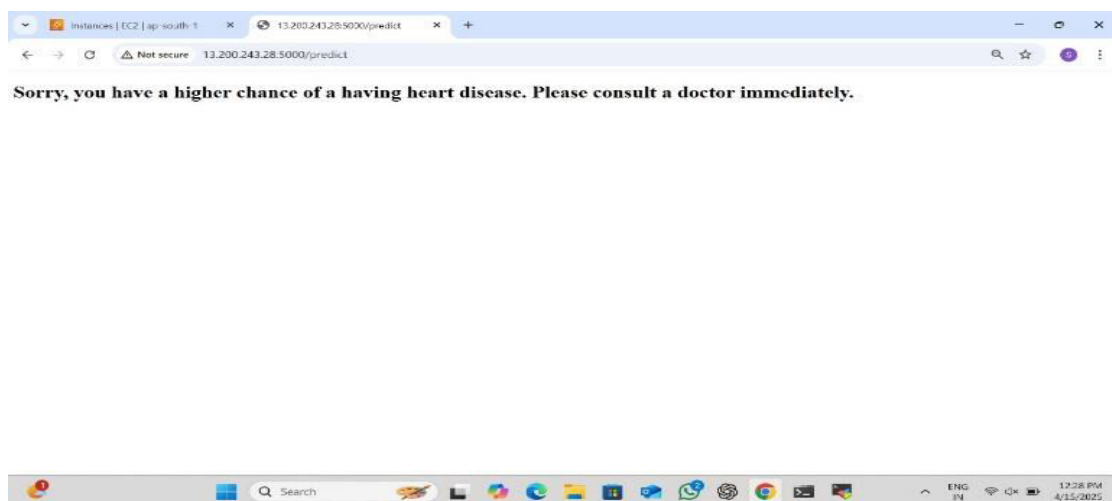 Instances | EC2 | ap-south-1
13.200.243.28:5000/predict
Not secure 13.200.243.28:5000/predict
Sorry, you have a higher chance of a having heart disease. Please consult a doctor immediately.
Search
ENG
IN
12:28 PM
4/15/2025